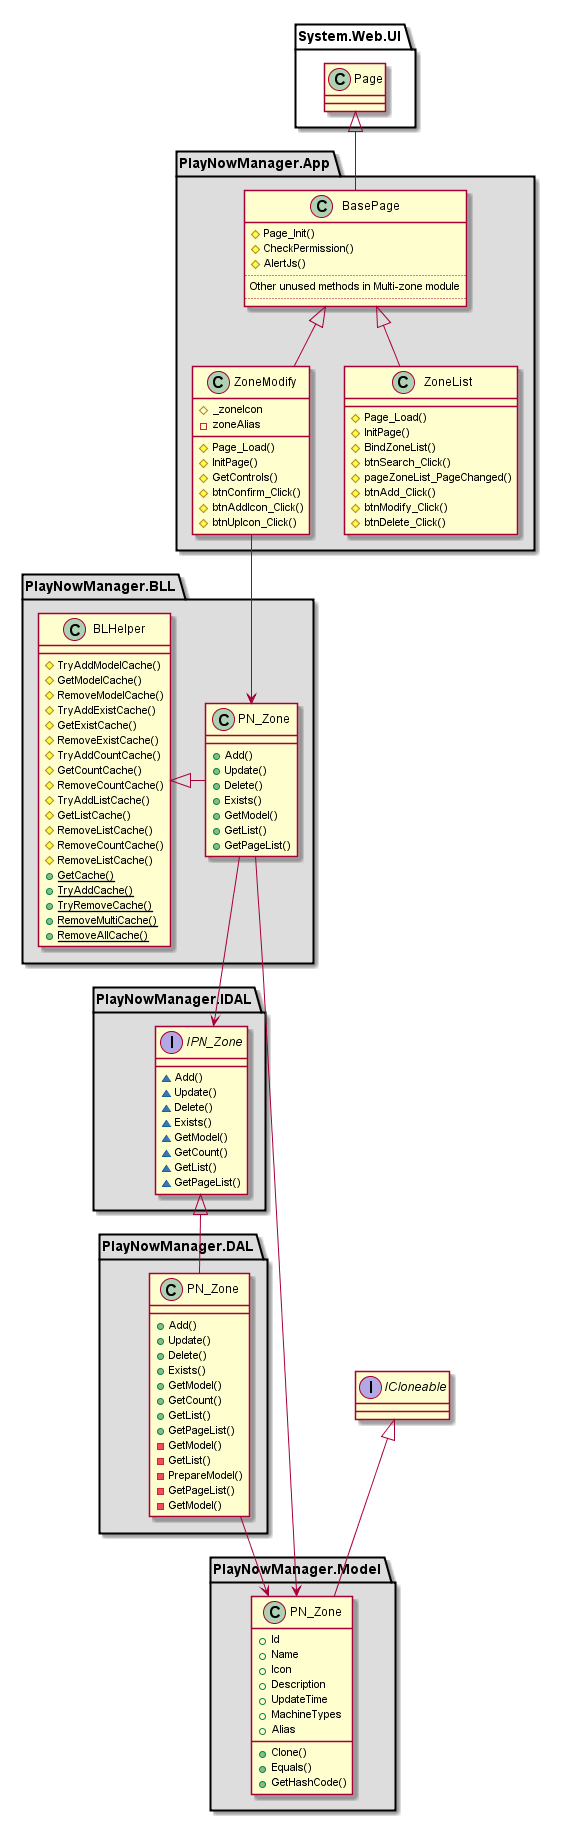 System.Web.UI
C Page
PlayNowManager.App
C BasePage
Page_Init()
CheckPermission()
AlertJs()
Other unused methods in Multi-zone module
C ZoneModify
_zoneIcon
zoneAlias
Page_Load()
InitPage()
GetControls()
btnConfirm_Click()
btnAddIcon_Click()
btnUpIcon_Click()
C ZoneList
Page_Load()
InitPage()
BindZoneList()
btnSearch_Click()
pageZoneList_PageChanged()
btnAdd_Click()
btnModify_Click()
btnDelete_Click()
PlayNowManager.BLL
C BLHelper
TryAddModelCache()
GetModelCache()
RemoveModelCache()
TryAddExistCache()
GetExistCache()
RemoveExistCache()
TryAddCountCache()
GetCountCache()
RemoveCountCache()
TryAddListCache()
GetListCache()
RemoveListCache()
RemoveCountCache()
RemoveListCache()
GetCache()
TryAddCache()
TryRemoveCache()
RemoveMultiCache()
RemoveAllCache()
C PN_Zone
Add()
Update()
Delete()
Exists()
GetModel()
GetList()
GetPageList()
PlayNowManager.IDAL
I IPN_Zone
Add()
Update()
Delete()
Exists()
GetModel()
GetCount()
GetList()
GetPageList()
PlayNowManager.DAL
C PN_Zone
Add()
Update()
Delete()
Exists()
GetModel()
GetCount()
GetList()
GetPageList()
GetModel()
GetList()
PrepareModel()
GetPageList()
GetModel()
I ICloneable
PlayNowManager.Model
C PN_Zone
Id
Name
Icon
Description
UpdateTime
MachineTypes
Alias
Clone()
Equals()
GetHashCode()